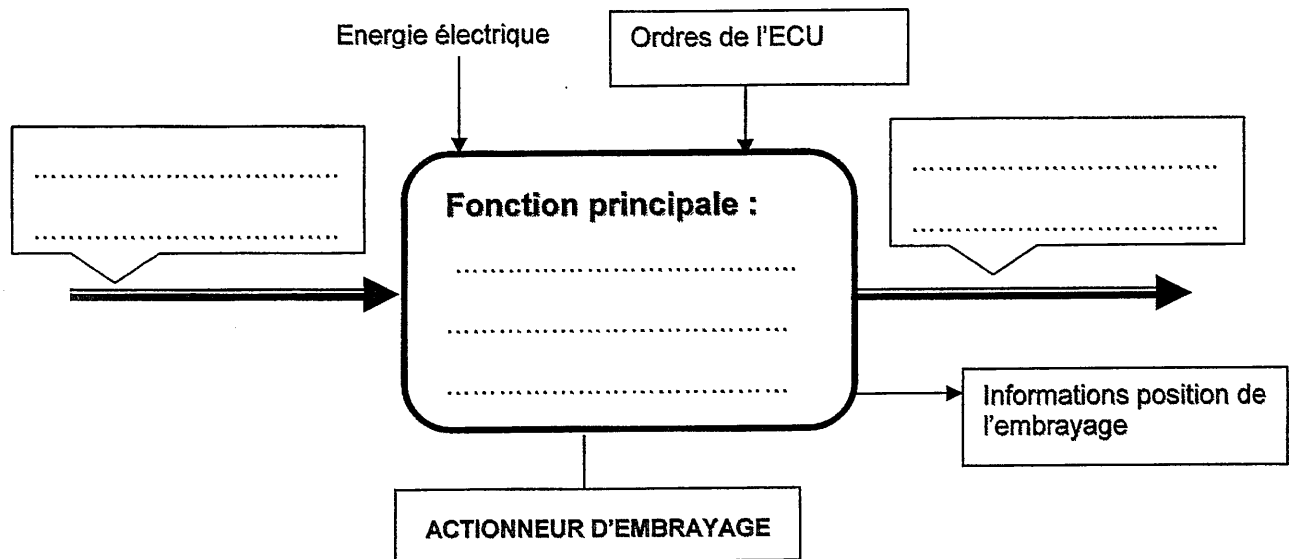 Energie électrique
Ordres de l'ECU
..........................................
..........................................
Fonction principale :
..........................................
..........................................
..........................................
..........................................
..........................................
Informations position de
l'embrayage
ACTIONNEUR D'EMBRAYAGE